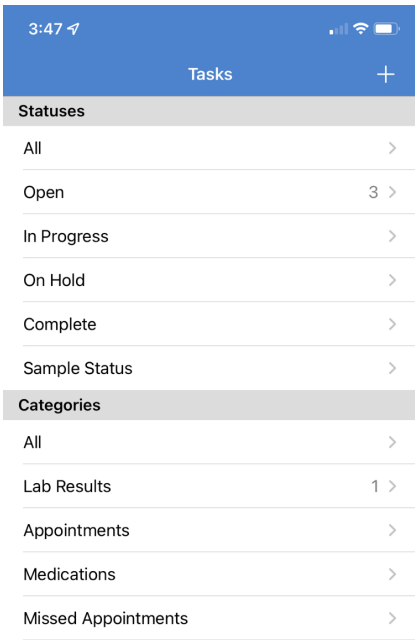 3:47
Tasks +
Statuses
All
Open 3
In Progress
On Hold
Complete
Sample Status
Categories
All
Lab Results 1
Appointments
Medications
Missed Appointments